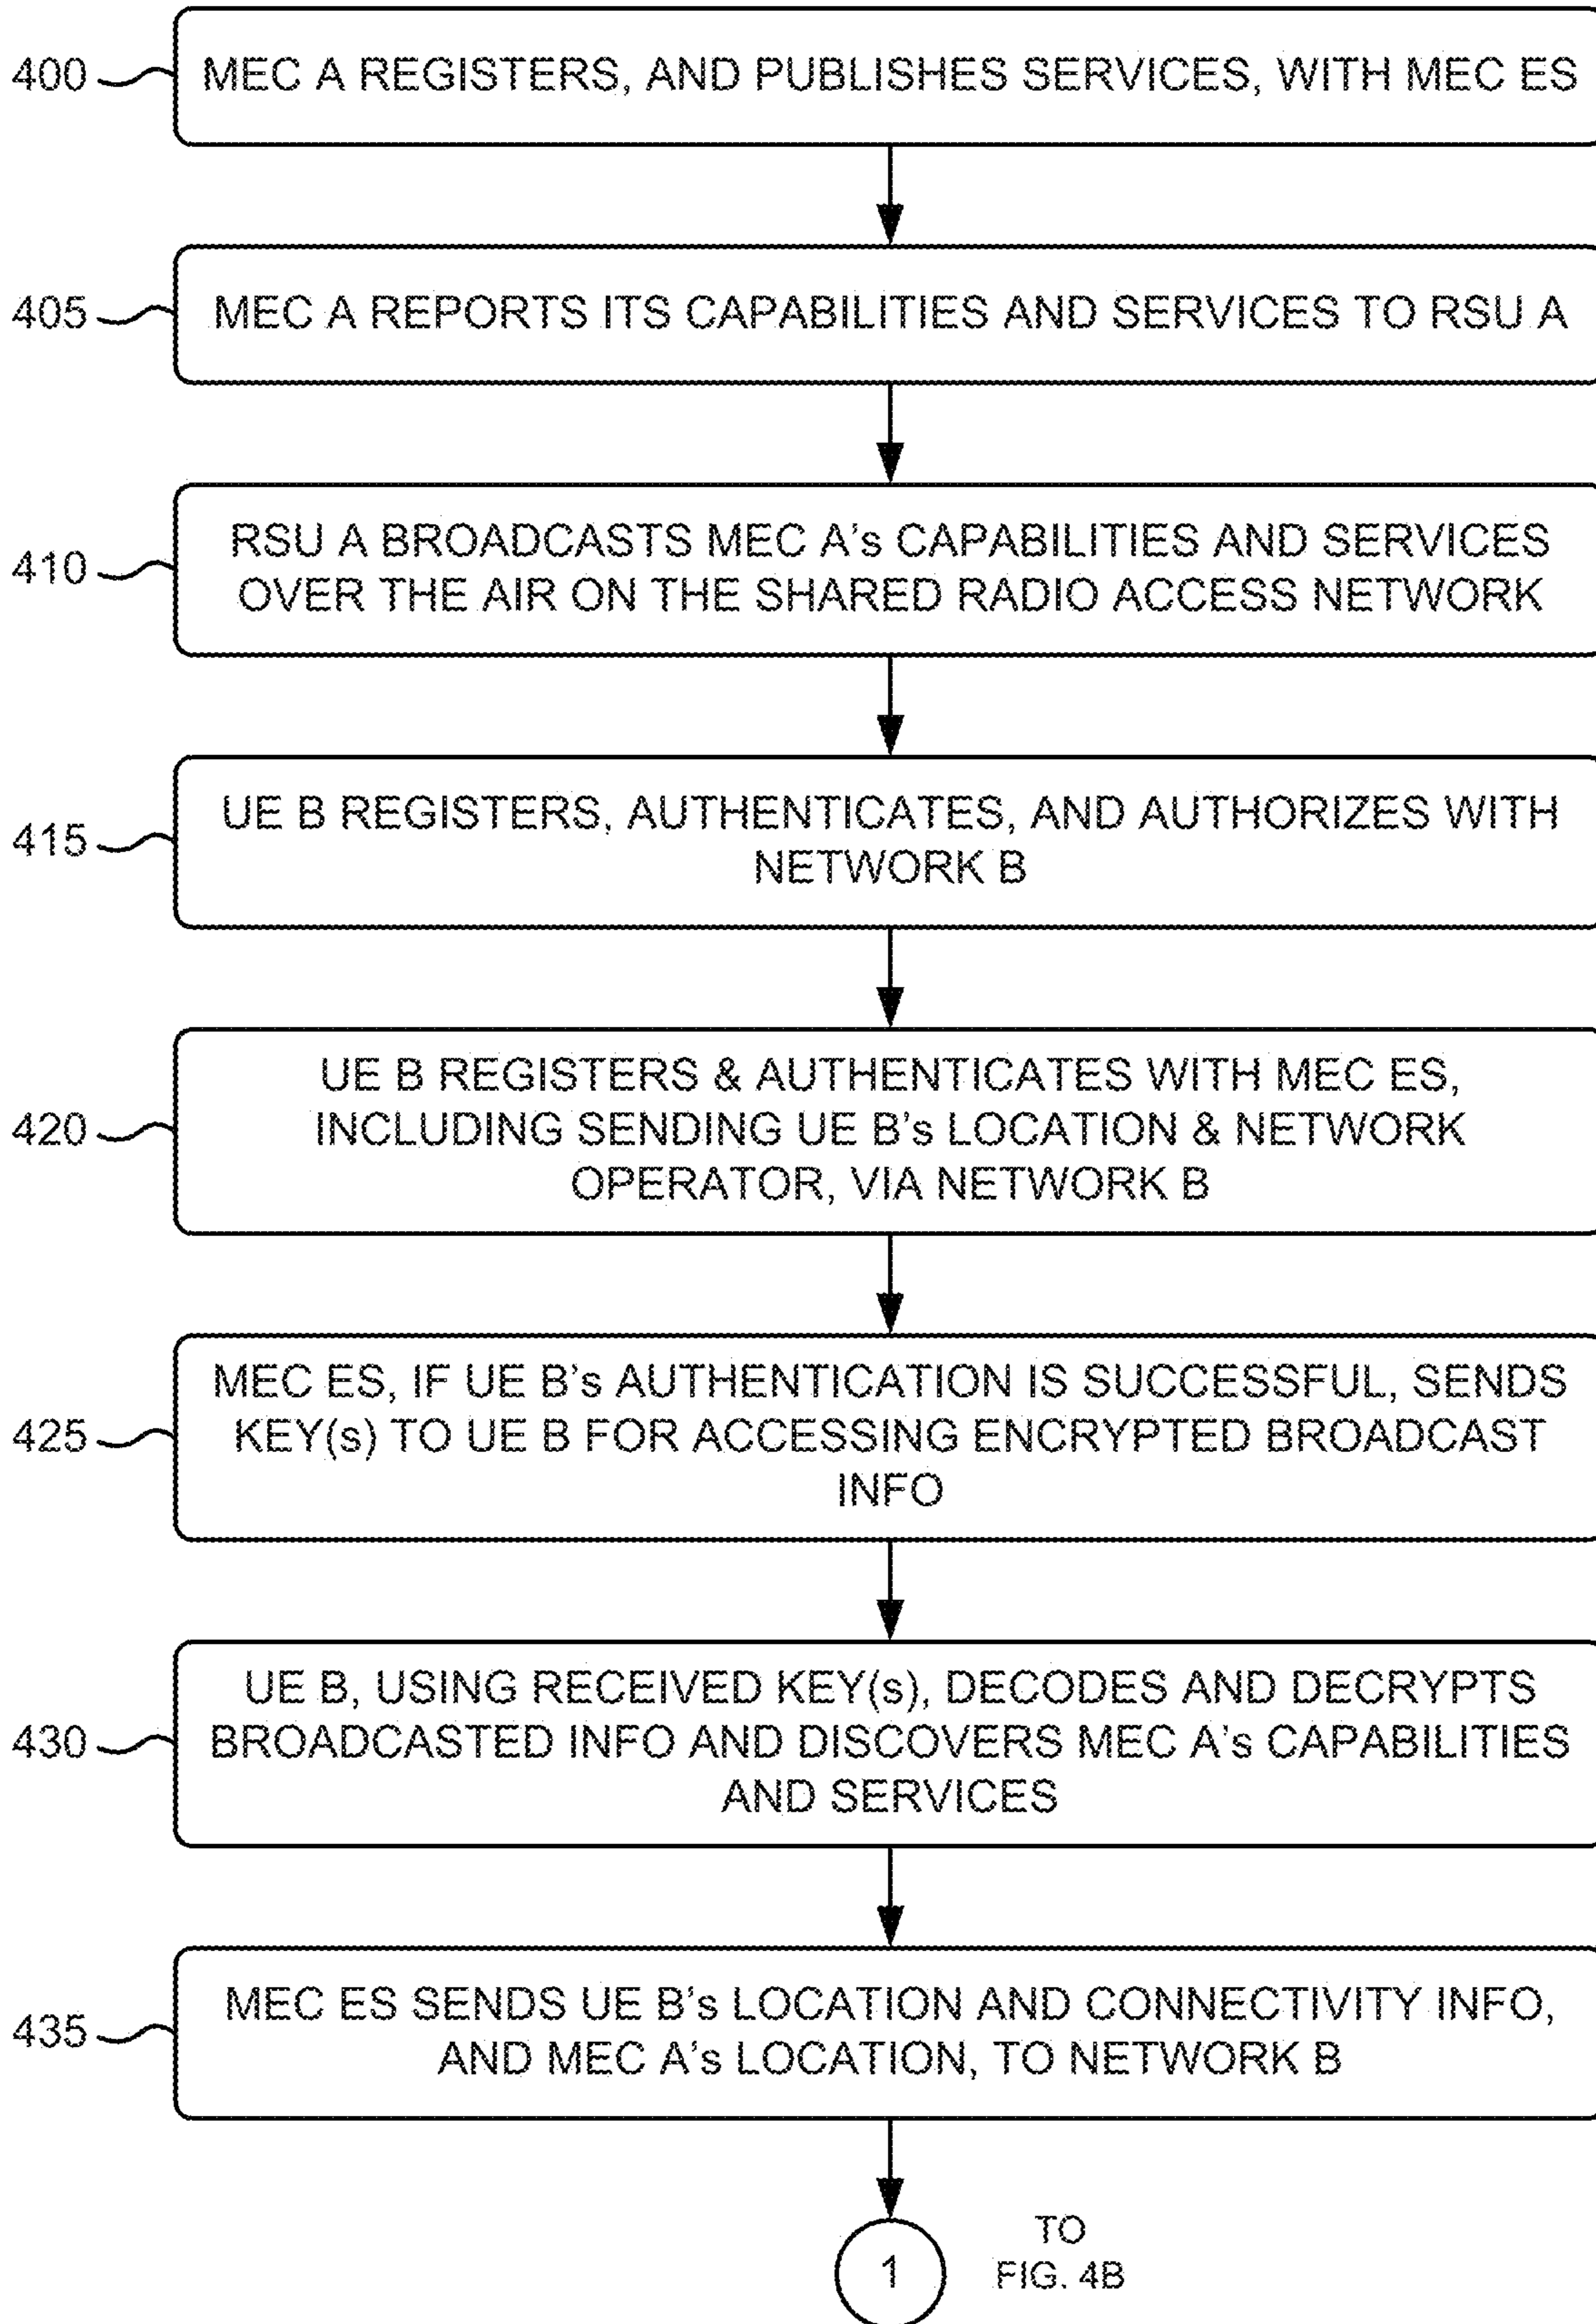 400 MEC A REGISTERS, AND PUBLISHES SERVICES, WITH MEC ES
405 MEC A REPORTS ITS CAPABILITIES AND SERVICES TO RSU A
RSU A BROADCASTS MEC A's CAPABILITIES AND SERVICES
410 OVER THE AIR ON THE SHARED RADIO ACCESS NETWORK
UE B REGISTERS, AUTHENTICATES, AND AUTHORIZES WITH
415 NETWORK B
UE B REGISTERS & AUTHENTICATES WITH MEC ES,
420 INCLUDING SENDING UE B's LOCATION & NETWORK
OPERATOR, VIA NETWORK B
MEC ES, IF UE B's AUTHENTICATION IS SUCCESSFUL, SENDS
425 KEY(s) TO UE B FOR ACCESSING ENCRYPTED BROADCAST
INFO
UE B, USING RECEIVED KEY(s), DECODES AND DECRYPTS
430 BROADCASTED INFO AND DISCOVERS MEC A's CAPABILITIES
AND SERVICES
MEC ES SENDS UE B's LOCATION AND CONNECTIVITY INFO,
435 AND MEC A's LOCATION, TO NETWORK B
1 TO
FIG. 4B